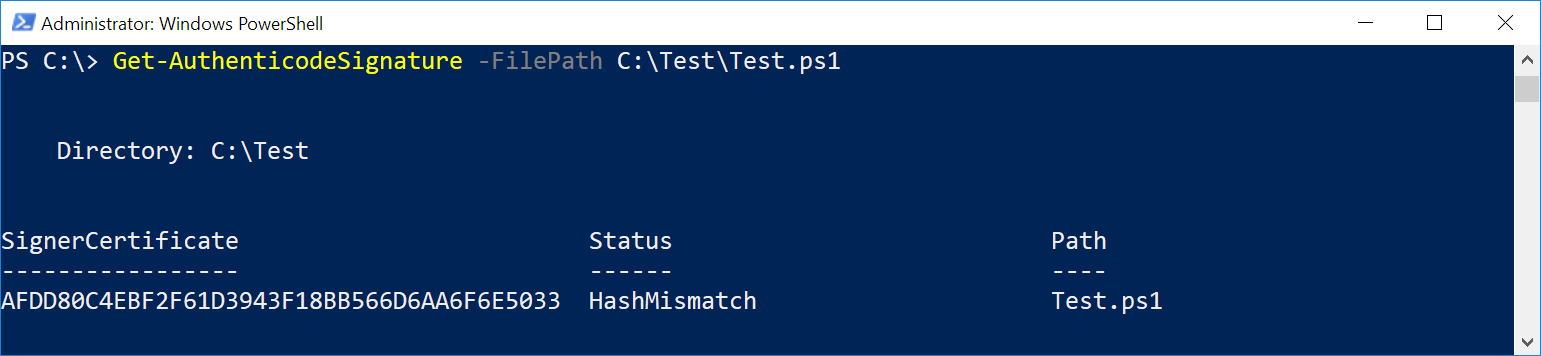 Administrator: Windows PowerShell
PS C:\> Get-AuthenticodeSignature -FilePath C:\Test\Test.ps1
Directory: C:\Test
SignerCertificate Status Path
----------------- ------ ----
AFDD80C4EBF2F61D3943F18BB566D6AA6F6E5033 HashMismatch Test.ps1